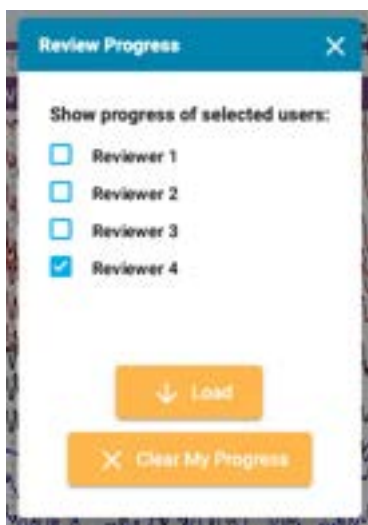 Review Progress
Show progress of selected users:
Reviewer 1
Reviewer 2
Reviewer 3
Reviewer 4
Load
Clear My Progress